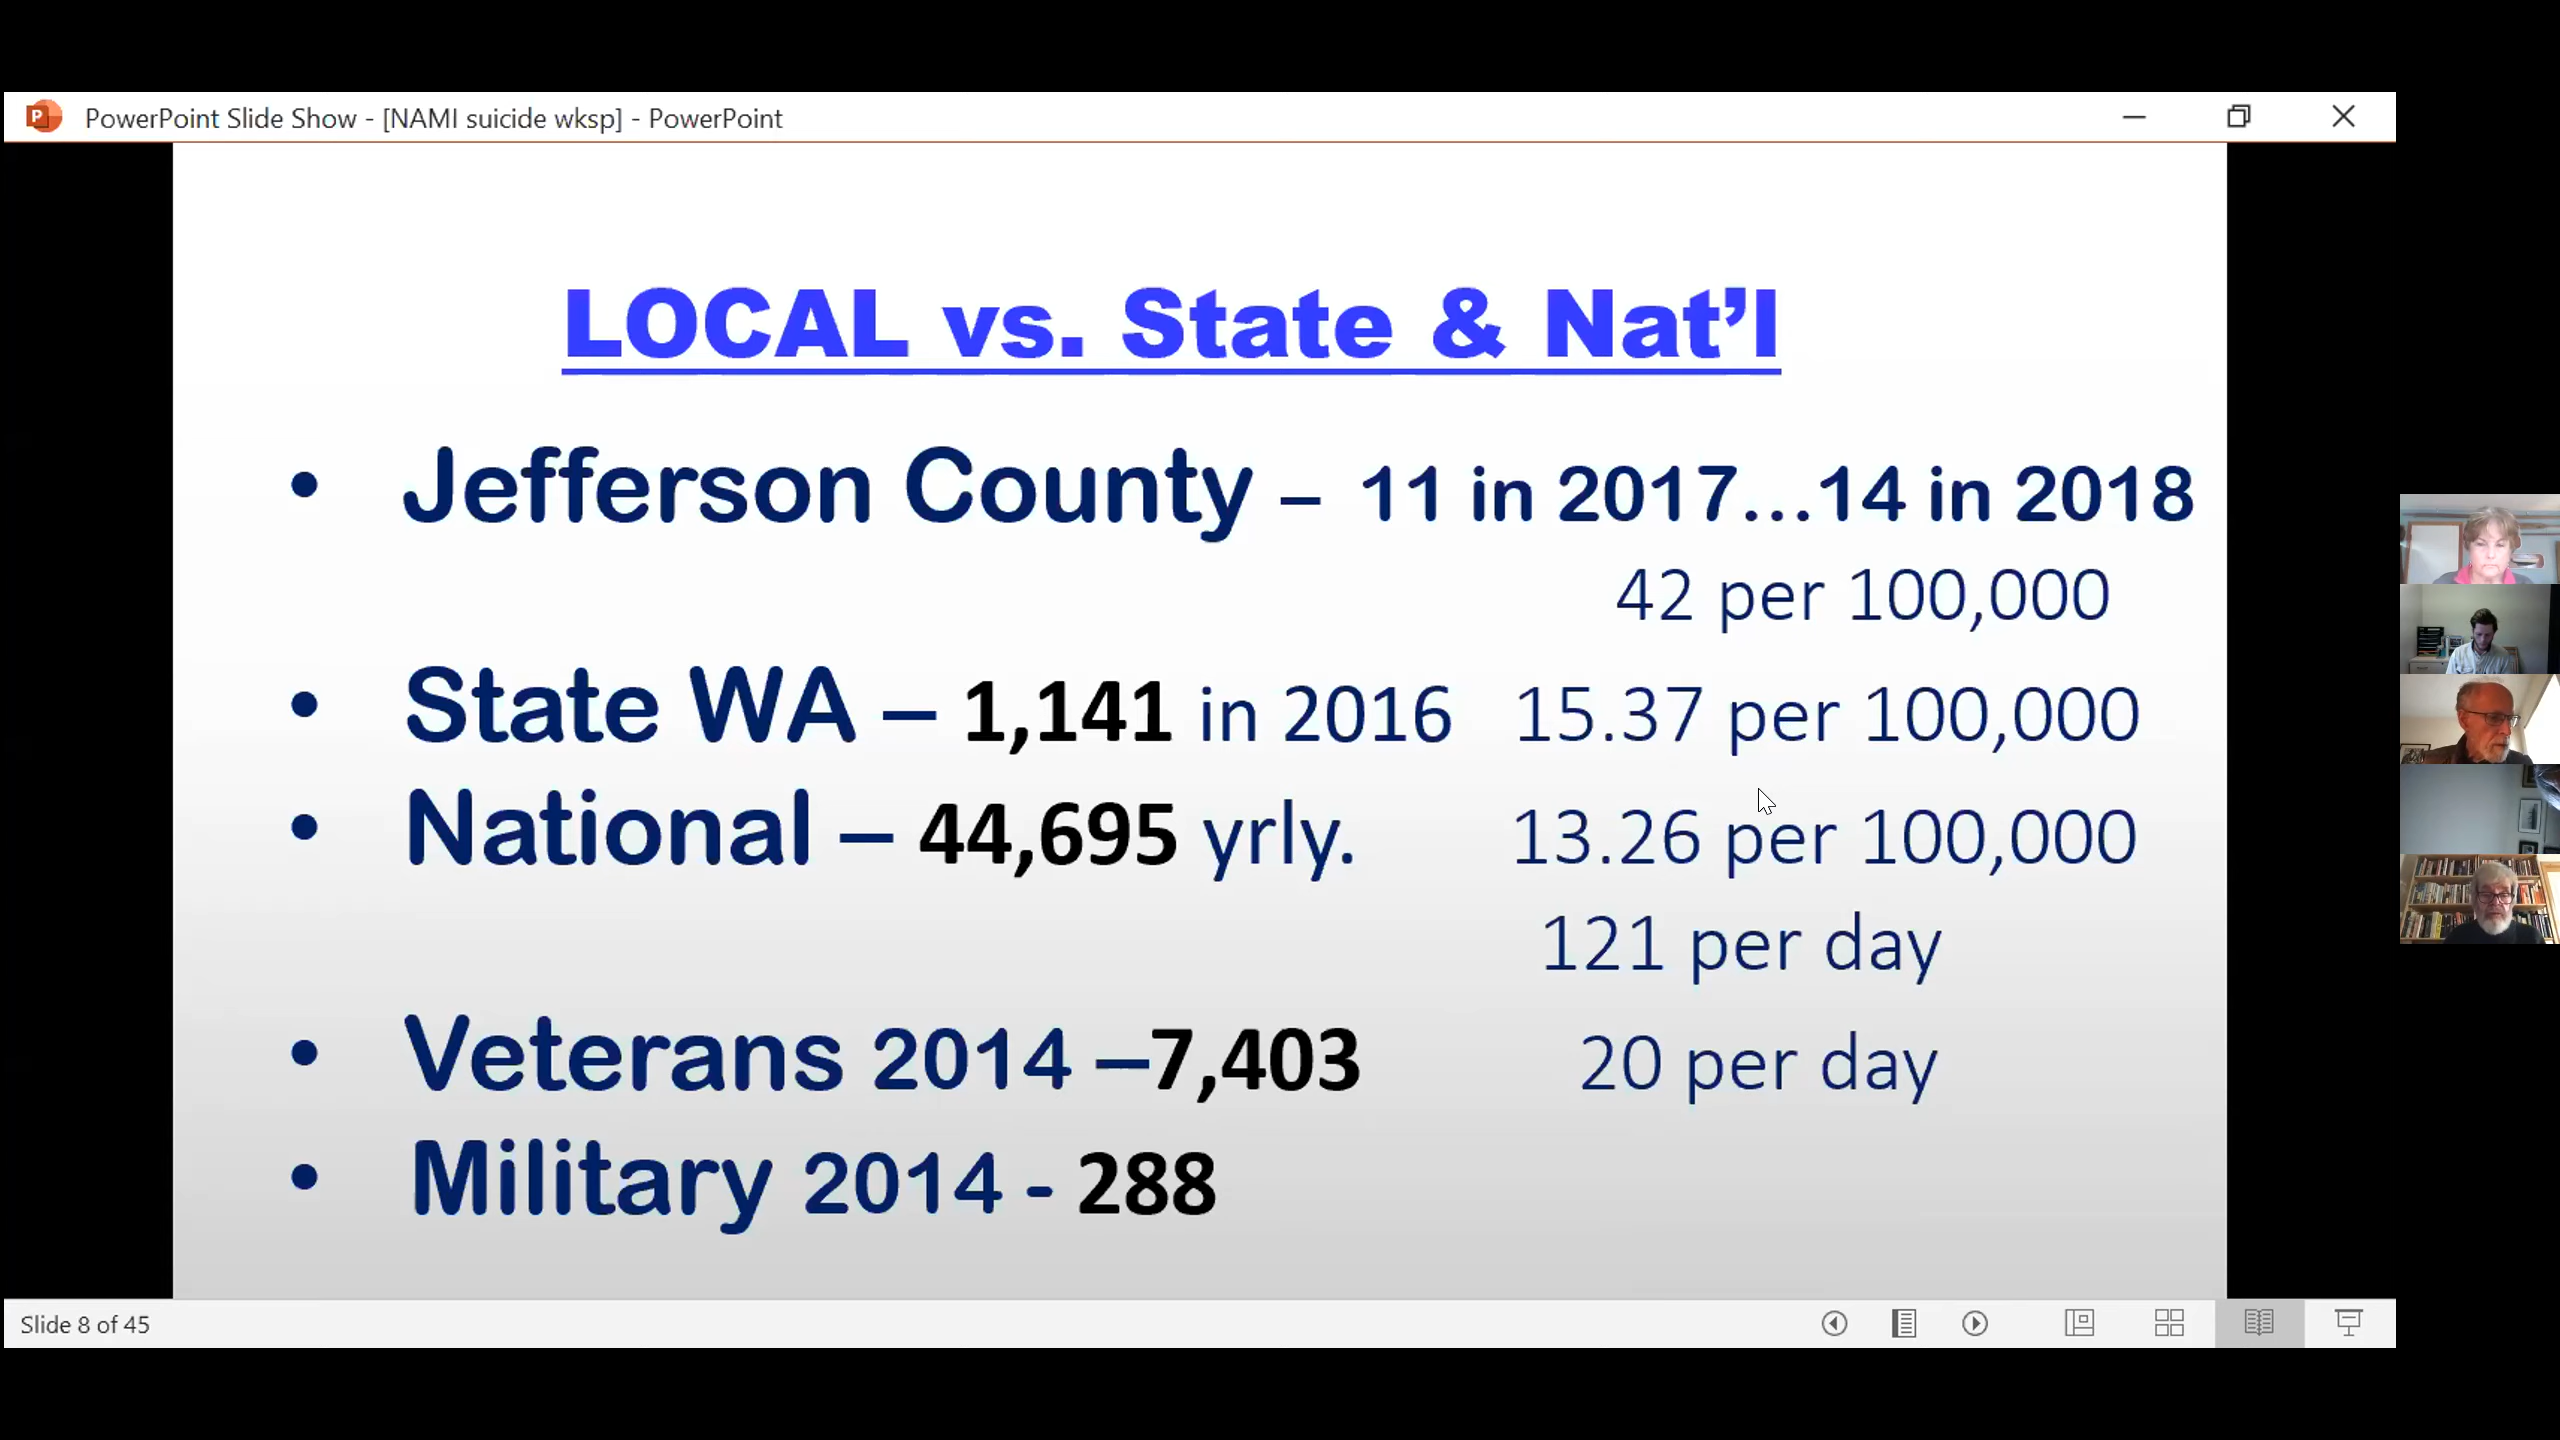 PowerPoint Slide Show - [NAMI suicide wksp] - PowerPoint
LOCAL vs. State & Nat'l
• Jefferson County – 11 in 2017...14 in 2018
42 per 100,000
• State WA – 1,141 in 2016 15.37 per 100,000
• National – 44,695 yrly. 13.26 per 100,000
121 per day
• Veterans 2014 –7,403 20 per day
• Military 2014 - 288
Slide 8 of 45